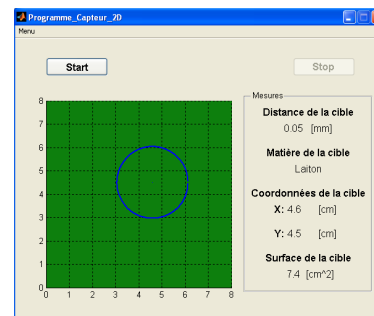 Programme_Capteur_2D
Menu
Start
Stop
Mesures
Distance de la cible
0.05 [mm]
Matière de la cible
Laiton
Coordonnées de la cible
X: 4.6 [cm]
Y: 4.5 [cm]
Surface de la cible
7.4 [cm^2]
8
7
6
5
4
3
2
1
0
0 1 2 3 4 5 6 7 8